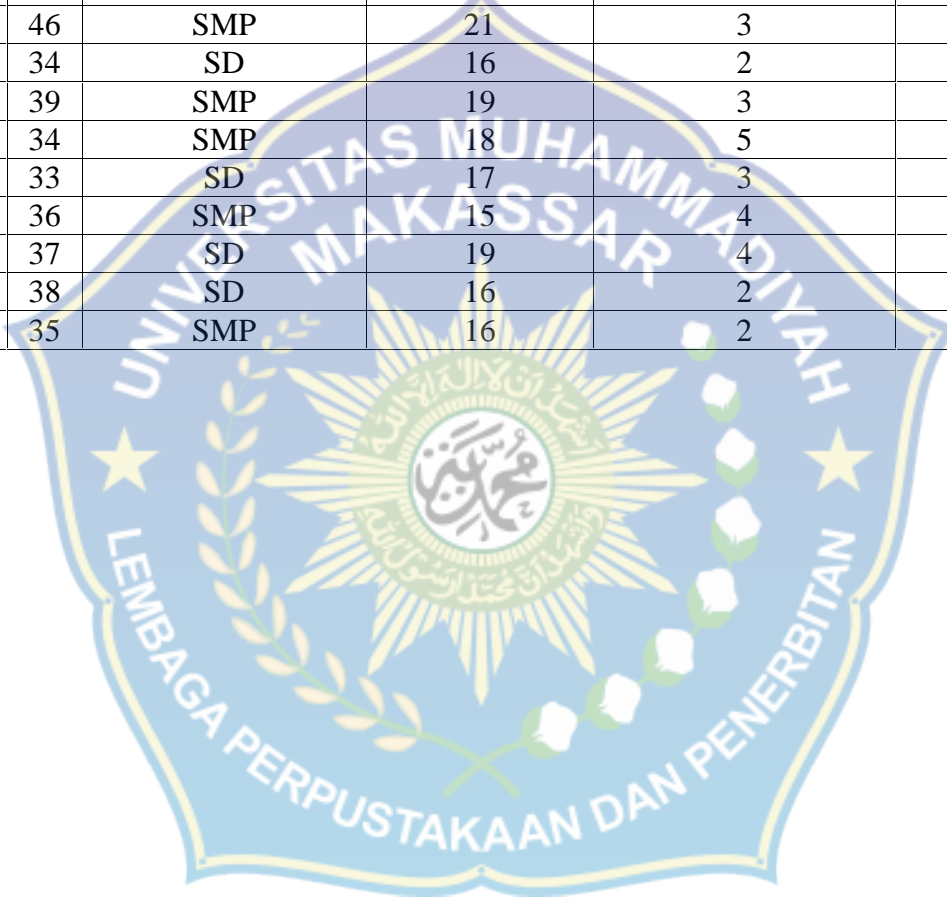 46 SMP 21 3
34 SD 16 2
39 SMP 19 3
34 SMP 18 5
33 SD 17 3
36 SMP 15 4
37 SD 19 4
38 SD 16 2
35 SMP 16 2
UNIVERSITAS MUHAMMADIYAH
MAKASSAR
LEMBAGA PERPUSTAKAAN DAN PENERBITAN